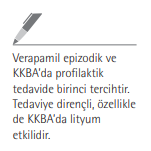 Verapamil epizodik ve
KKBA'da profilaktik
tedavide birinci tercihtir.
Tedaviye dirençli, özellikle
de KKBA'da lityum
etkilidir.